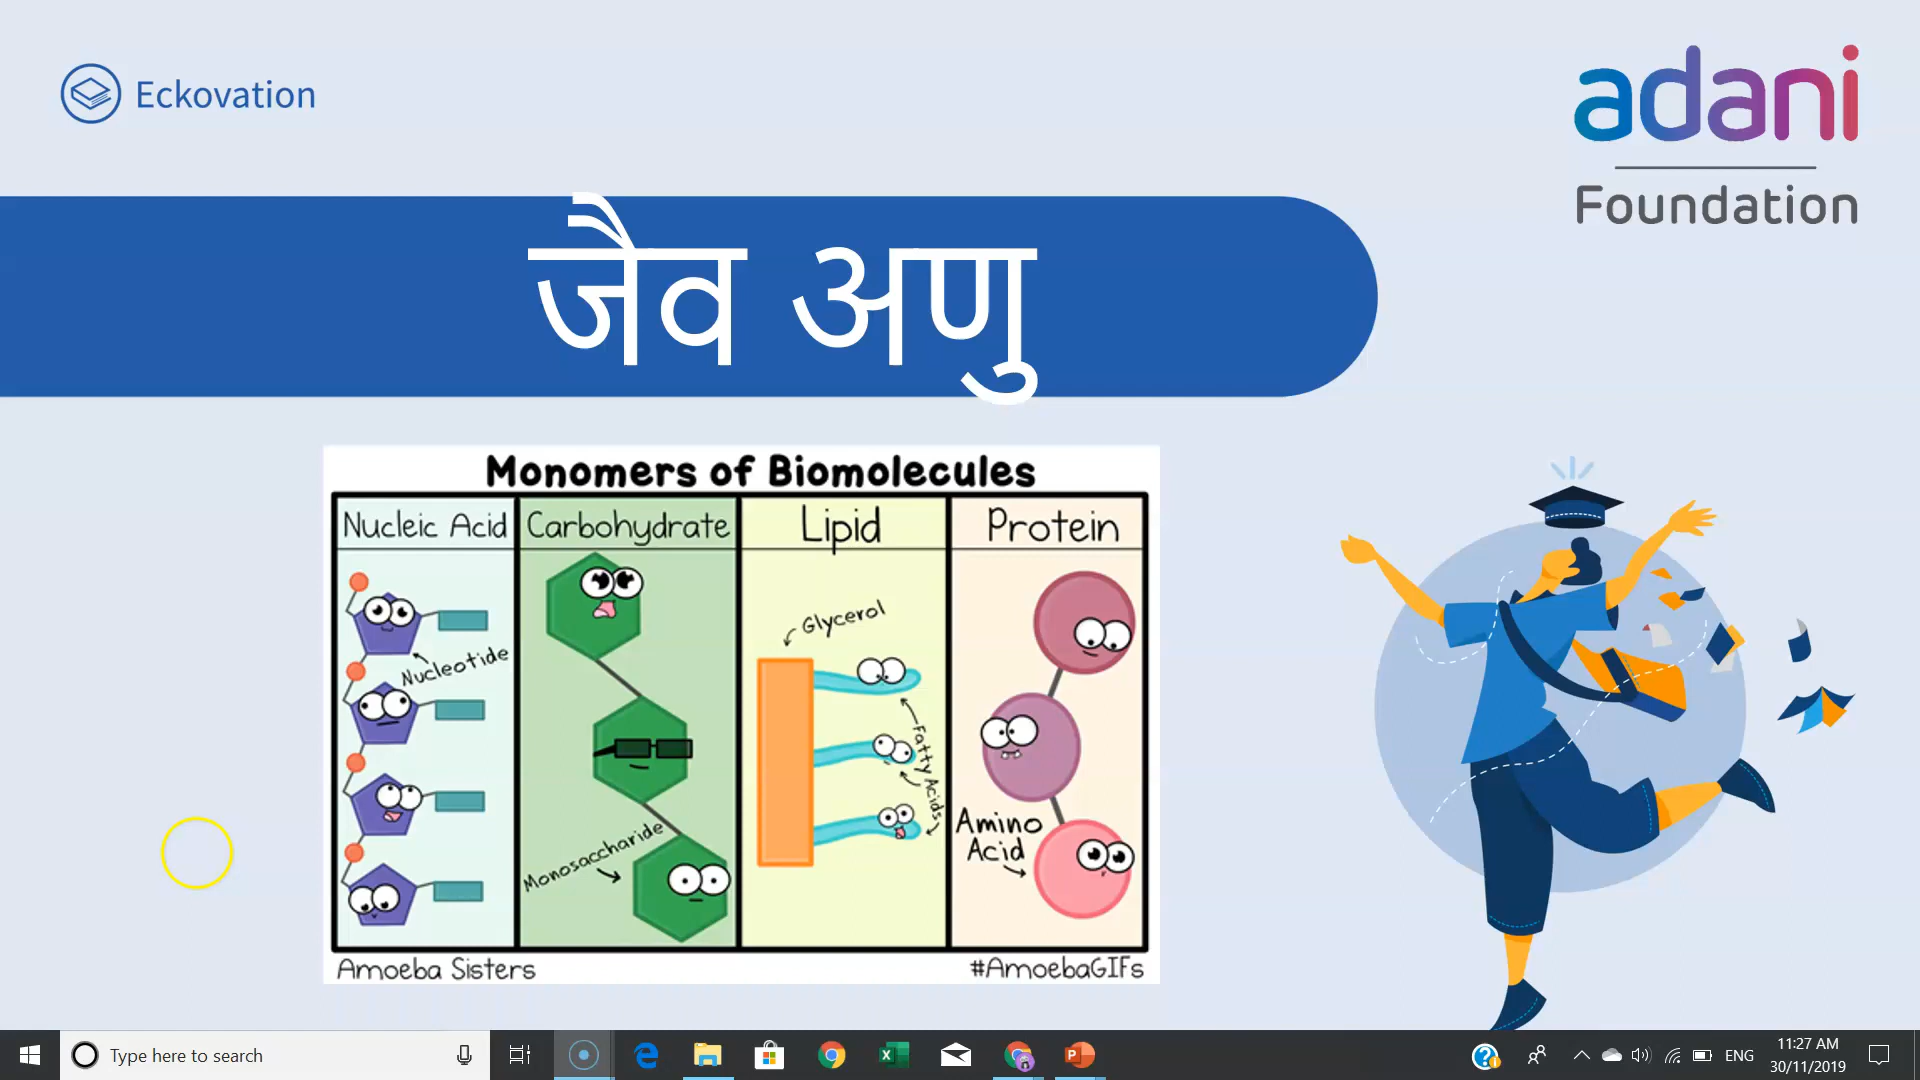 Eckovation
adani
Foundation
जैव अणु
Monomers of Biomolecules
Nucleic Acid
Carbohydrate
Lipid
Protein
Glycerol
Nucleotide
Fatty Acids
Monosaccharide
Amino
Acid
Amoeba Sisters
#AmoebaGIFs
Type here to search
ENG
11:27 AM
30/11/2019